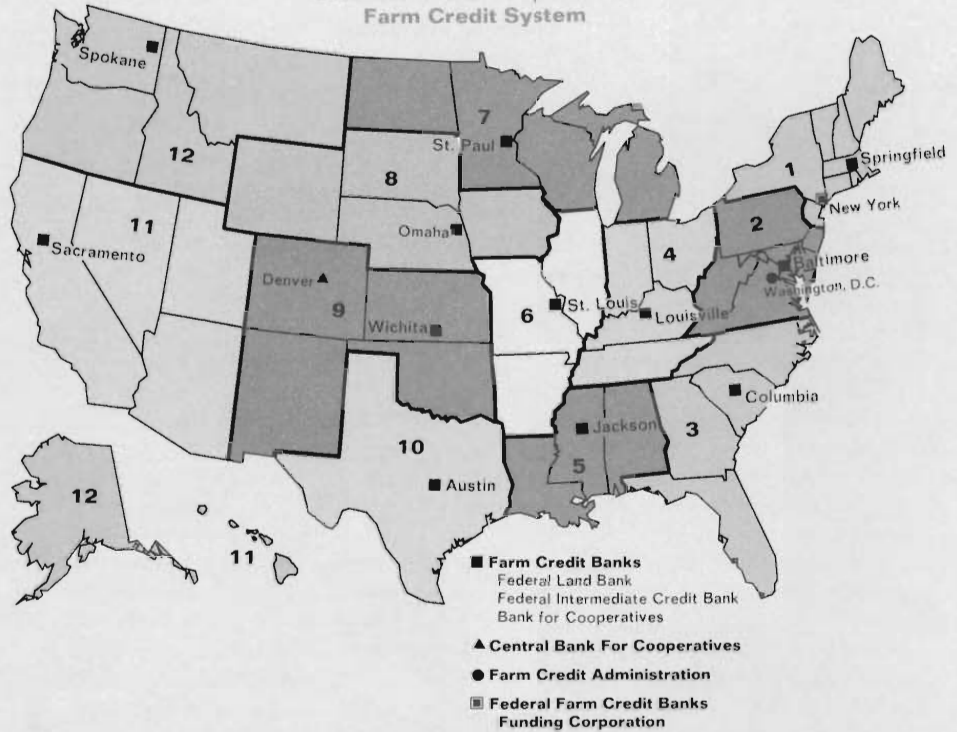 Farm Credit System
Spokane
7
St. Paul
12
8
1
Springfield
New York
11
Sacramento
Omaha
2
Baltimore
Washington, D.C.
4
Denver
9
Wichita
6
St. Louis
Louisville
Columbia
3
Jackson
5
10
Austin
12
11
Farm Credit Banks
Federal Land Bank
Federal Intermediate Credit Bank
Bank for Cooperatives
Central Bank For Cooperatives
Farm Credit Administration
Federal Farm Credit Banks
Funding Corporation